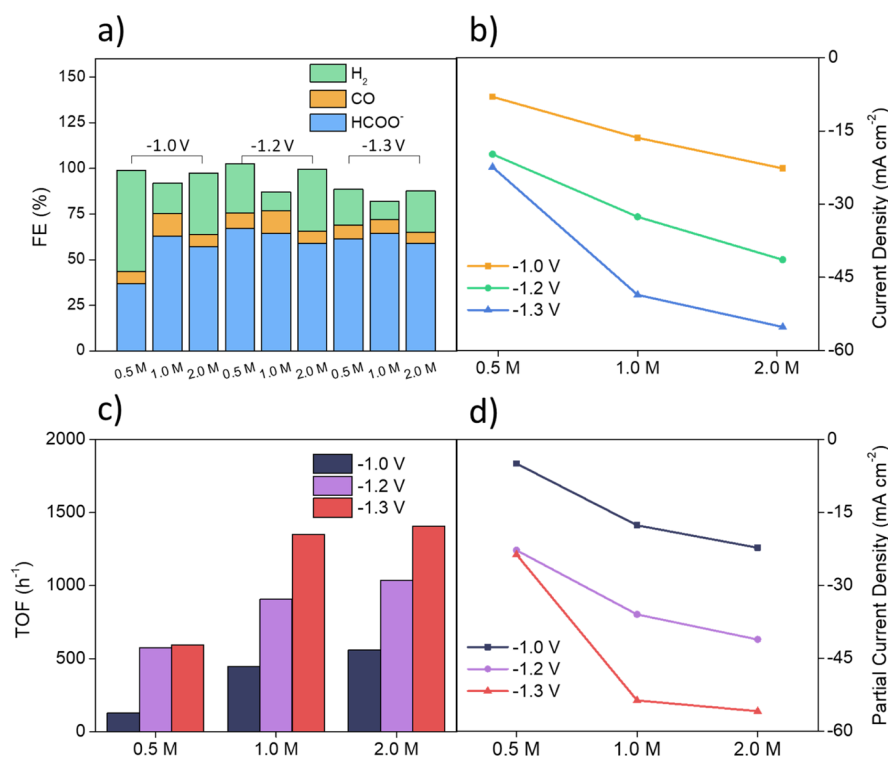 a)
FE (%)
150
125
100
75
50
25
0
H₂
CO
HCOO⁻
-1.0 V
-1.2 V
-1.3 V
0.5 M 1.0 M 2.0 M 0.5 M 1.0 M 2.0 M 0.5 M 1.0 M 2.0 M
b)
-1.0 V
-1.2 V
-1.3 V
0
-15
-30
-45
-60
Current Density (mA cm⁻²)
0.5 M 1.0 M 2.0 M
c)
TOF (h⁻¹)
2000
1500
1000
500
0
-1.0 V
-1.2 V
-1.3 V
0.5 M 1.0 M 2.0 M
d)
-1.0 V
-1.2 V
-1.3 V
0
-15
-30
-45
-60
Partial Current Density (mA cm⁻²)
0.5 M 1.0 M 2.0 M